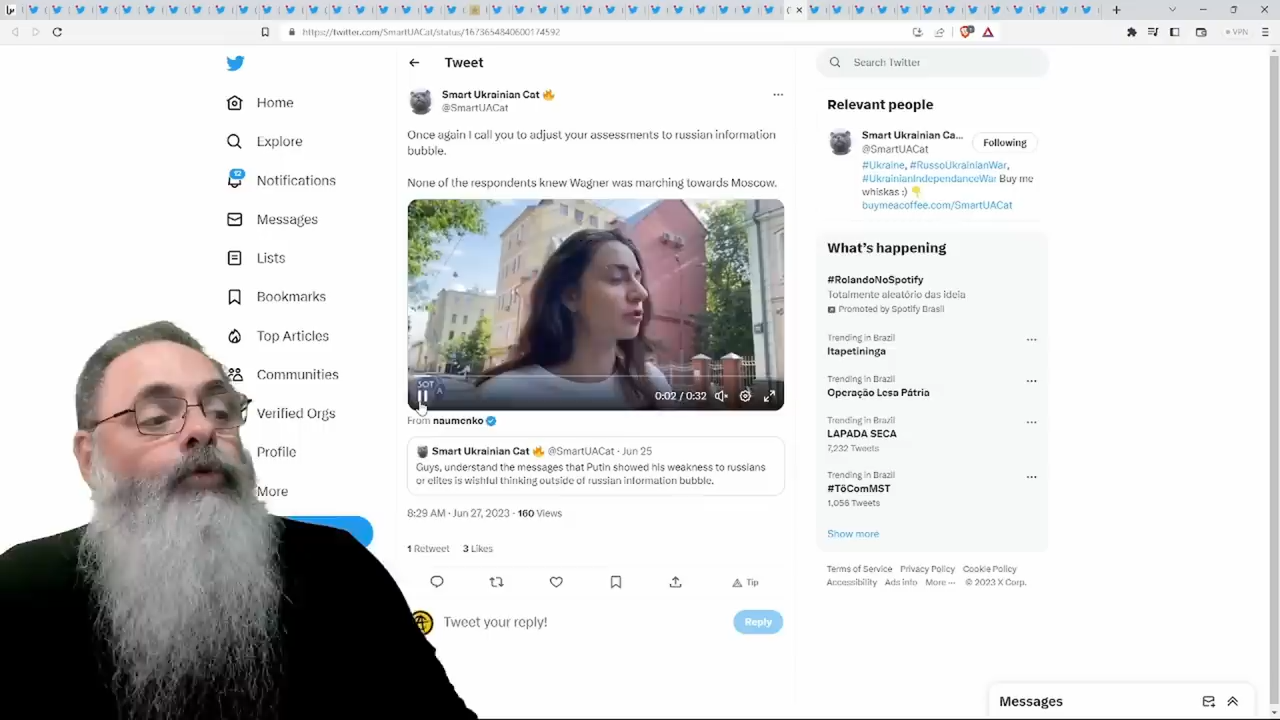 https://twitter.com/SmartUACat/status/1673654840600174592
VPN
Home
Explore
12
Notifications
Messages
Lists
Bookmarks
Top Articles
Communities
Verified Orgs
Profile
More
Tweet
Smart Ukrainian Cat 🔥
@SmartUACat
Once again I call you to adjust your assessments to russian information
bubble.
None of the respondents knew Wagner was marching towards Moscow.
SOT
A
0:02 / 0:32
From naumenko
Smart Ukrainian Cat 🔥 @SmartUACat · Jun 25
Guys, understand the messages that Putin showed his weakness to russians
or elites is wishful thinking outside of russian information bubble.
8:29 AM · Jun 27, 2023 · 160 Views
1 Retweet 3 Likes
Tip
Tweet your reply!
Reply
Search Twitter
Relevant people
Smart Ukrainian Ca...
@SmartUACat
Following
#Ukraine, #RussoUkrainianWar,
#UkrainianIndependanceWar Buy me
whiskas :) 👇
buymeacoffee.com/SmartUACat
What's happening
#RolandoNoSpotify
Totalmente aleatório das ideia
Promoted by Spotify Brasil
Trending in Brazil
Itapetininga
Trending in Brazil
Operação Lesa Pátria
Trending in Brazil
LAPADA SECA
7,232 Tweets
Trending in Brazil
#TôComMST
1,056 Tweets
Show more
Terms of Service Privacy Policy Cookie Policy
Accessibility Ads info More ··· © 2023 X Corp.
Messages